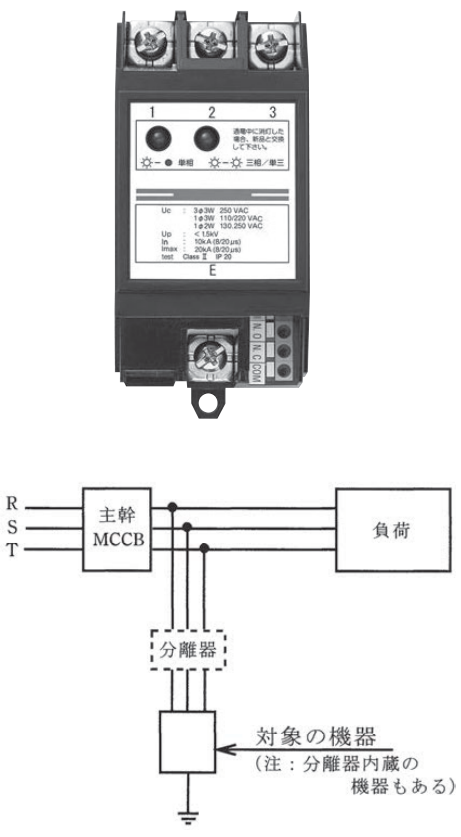 1 2 3
通電中に消灯した
場合、新品と交換
して下さい。
単相 三相/単三
Uc : 3φ3W 250 VAC
1φ3W 110/220 VAC
1φ2W 130,250 VAC
Up : < 1.5kV
In : 10kA (8/20μs)
Imax : 20kA (8/20μs)
test Class Ⅱ IP 20
E
N.O
N.C
COM
R
S
T
主幹
MCCB
負荷
分離器
対象の機器
(注:分離器内蔵の
機器もある)